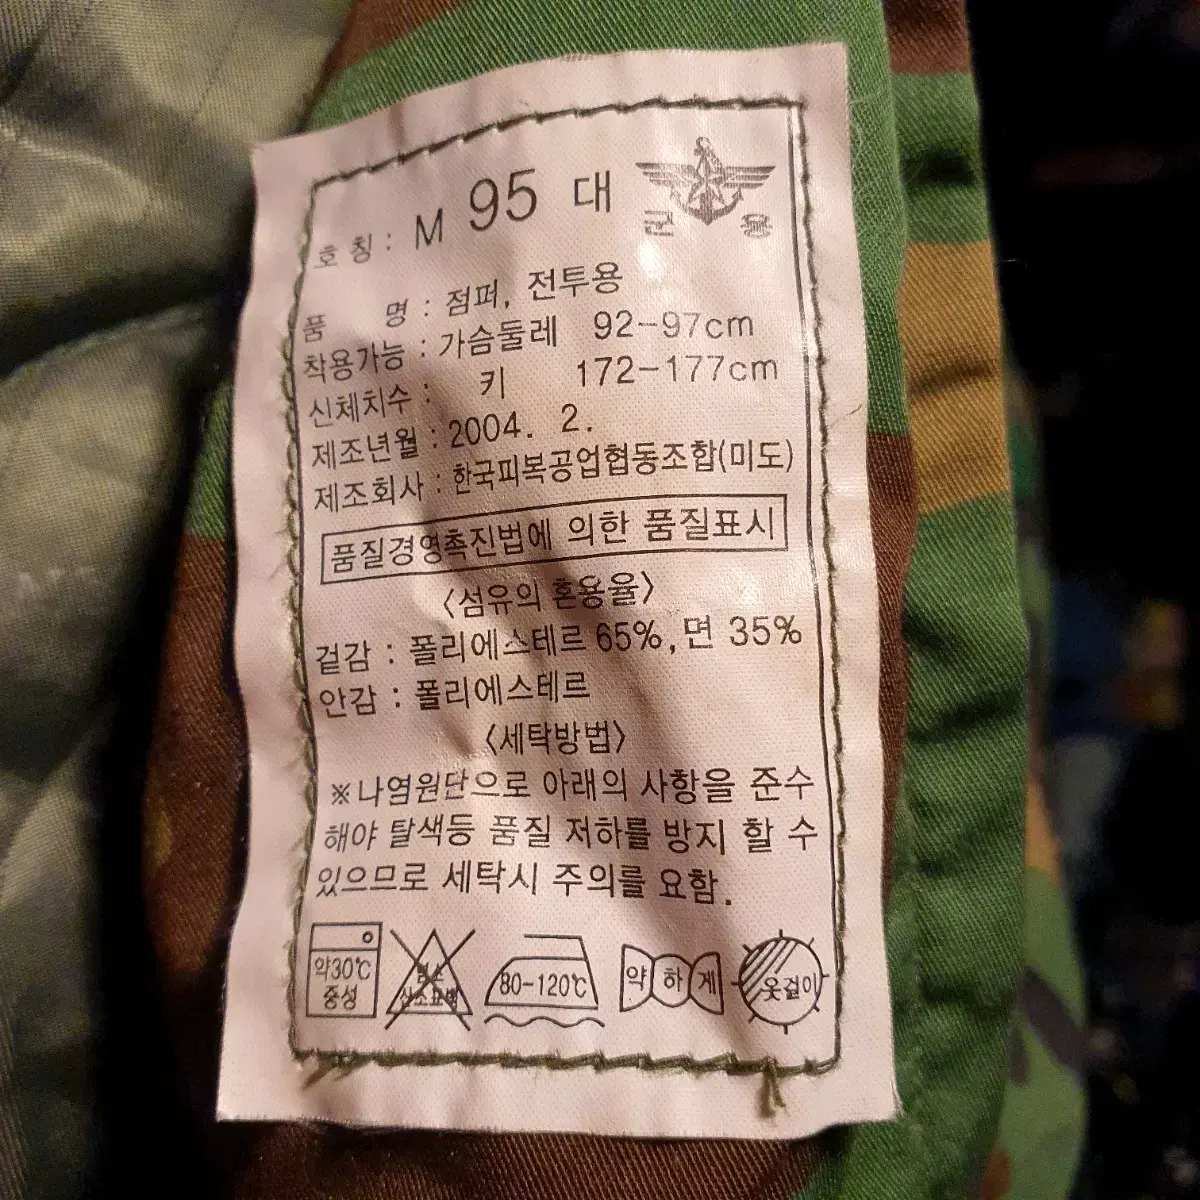 호칭 : M 95 대
군 용
품 명 : 점퍼, 전투용
착용가능 : 가슴둘레 92-97cm
신체치수 : 키 172-177cm
제조년월 : 2004. 2.
제조회사 : 한국피복공업협동조합(미도)
품질경영촉진법에 의한 품질표시
〈섬유의 혼용율〉
겉감 : 폴리에스테르 65%, 면 35%
안감 : 폴리에스테르
〈세탁방법〉
※나염원단으로 아래의 사항을 준수
해야 탈색등 품질 저하를 방지 할 수
있으므로 세탁시 주의를 요함.
약30℃
중성
염소
산소표백
80-120℃
약하게
옷걸이